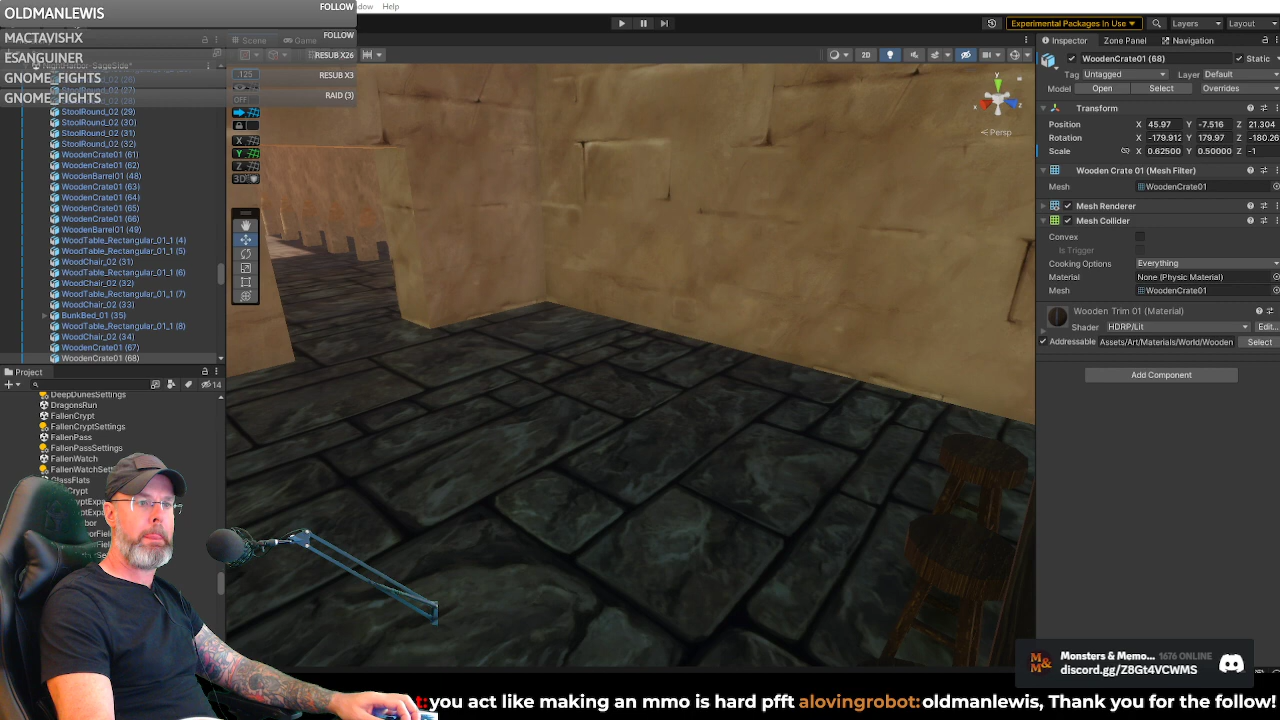 OLDMANLEWIS FOLLOW
MACTAVISHX FOLLOW
ESANGUINER RESUB X26
GNOME_FIGHTS RESUB X3
GNOME_FIGHTS RAID (3)
Help
Experimental Packages In Use
Layers
Layout
Scene
Game
2D
125
OFF
X
Y
Z
3D
y
x
z
Persp
StoolRound_02 (29)
StoolRound_02 (30)
StoolRound_02 (31)
StoolRound_02 (32)
WoodenCrate01 (61)
WoodenCrate01 (62)
WoodenBarrel01 (48)
WoodenCrate01 (63)
WoodenCrate01 (64)
WoodenCrate01 (65)
WoodenCrate01 (66)
WoodenBarrel01 (49)
WoodTable_Rectangular_01_1 (4)
WoodTable_Rectangular_01_1 (5)
WoodChair_02 (31)
WoodTable_Rectangular_01_1 (6)
WoodChair_02 (32)
WoodTable_Rectangular_01_1 (7)
WoodChair_02 (33)
BunkBed_01 (35)
WoodTable_Rectangular_01_1 (8)
WoodChair_02 (34)
WoodenCrate01 (67)
WoodenCrate01 (68)
Project
14
DeepDunesSettings
DragonsRun
FallenCrypt
FallenCryptSettings
FallenPass
FallenPassSettings
FallenWatch
Inspector Zone Panel Navigation
WoodenCrate01 (68) Static
Tag Untagged Layer Default
Model Open Select Overrides
Transform
Position X 45.97 Y -7.516 Z 21.304
Rotation X -179.912 Y 179.97 Z -180.26
Scale X 0.62500 Y 0.50000 Z -1
Wooden Crate 01 (Mesh Filter)
Mesh WoodenCrate01
Mesh Renderer
Mesh Collider
Convex
Is Trigger
Cooking Options Everything
Material None (Physic Material)
Mesh WoodenCrate01
Wooden Trim 01 (Material)
Shader HDRP/Lit Edit...
Addressable Assets/Art/Materials/World/Wooden Select
Add Component
Monsters & Memo... 1676 ONLINE
discord.gg/Z8Gt4VCWMS
t: you act like making an mmo is hard pfft alovingrobot: oldmanlewis, Thank you for the follow!